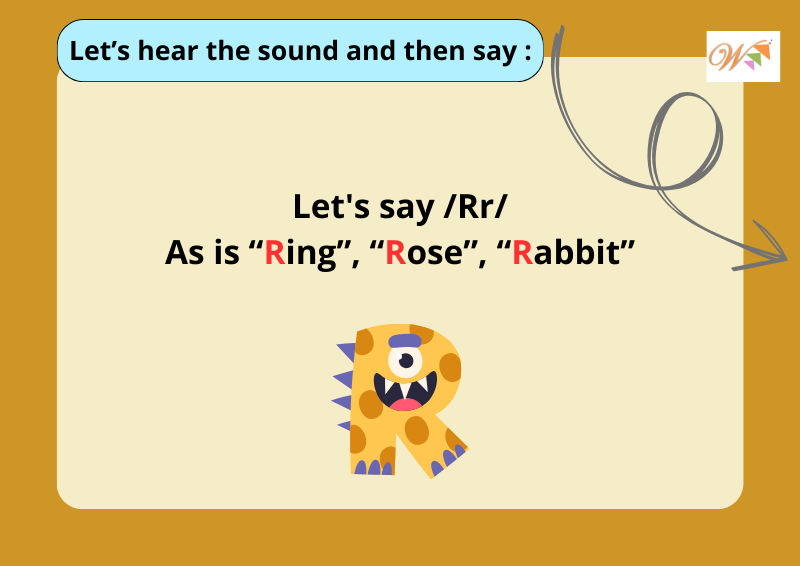 Let’s hear the sound and then say :
W
Let's say /Rr/
As is “Ring”, “Rose”, “Rabbit”
R